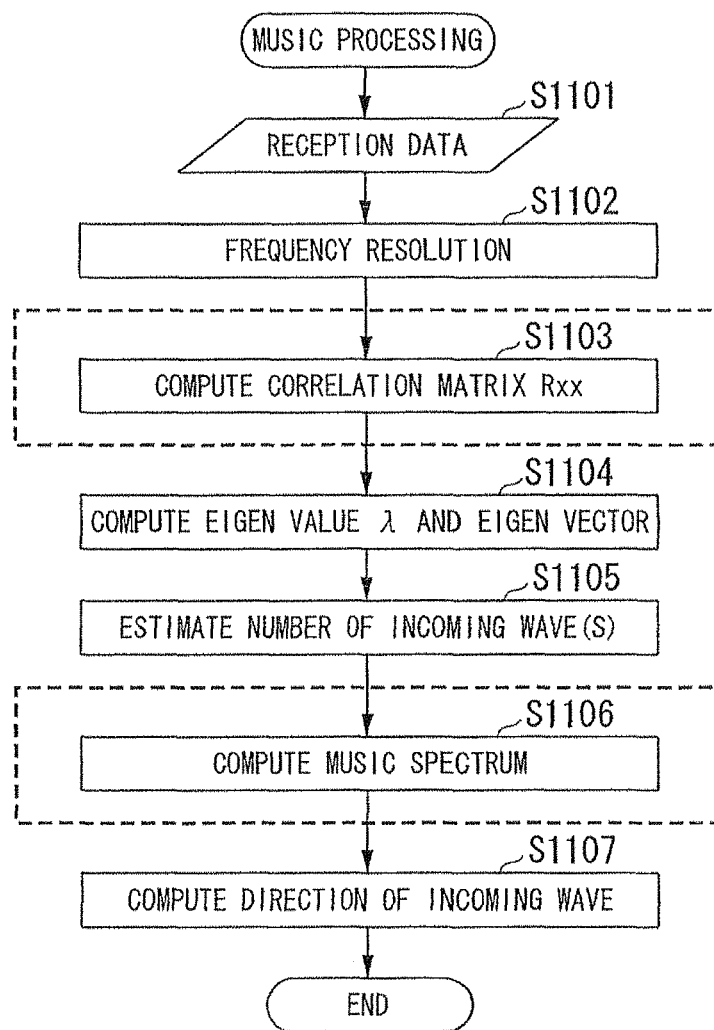 MUSIC PROCESSING
S1101
RECEPTION DATA
S1102
FREQUENCY RESOLUTION
S1103
COMPUTE CORRELATION MATRIX Rxx
S1104
COMPUTE EIGEN VALUE λ AND EIGEN VECTOR
S1105
ESTIMATE NUMBER OF INCOMING WAVE(S)
S1106
COMPUTE MUSIC SPECTRUM
S1107
COMPUTE DIRECTION OF INCOMING WAVE
END